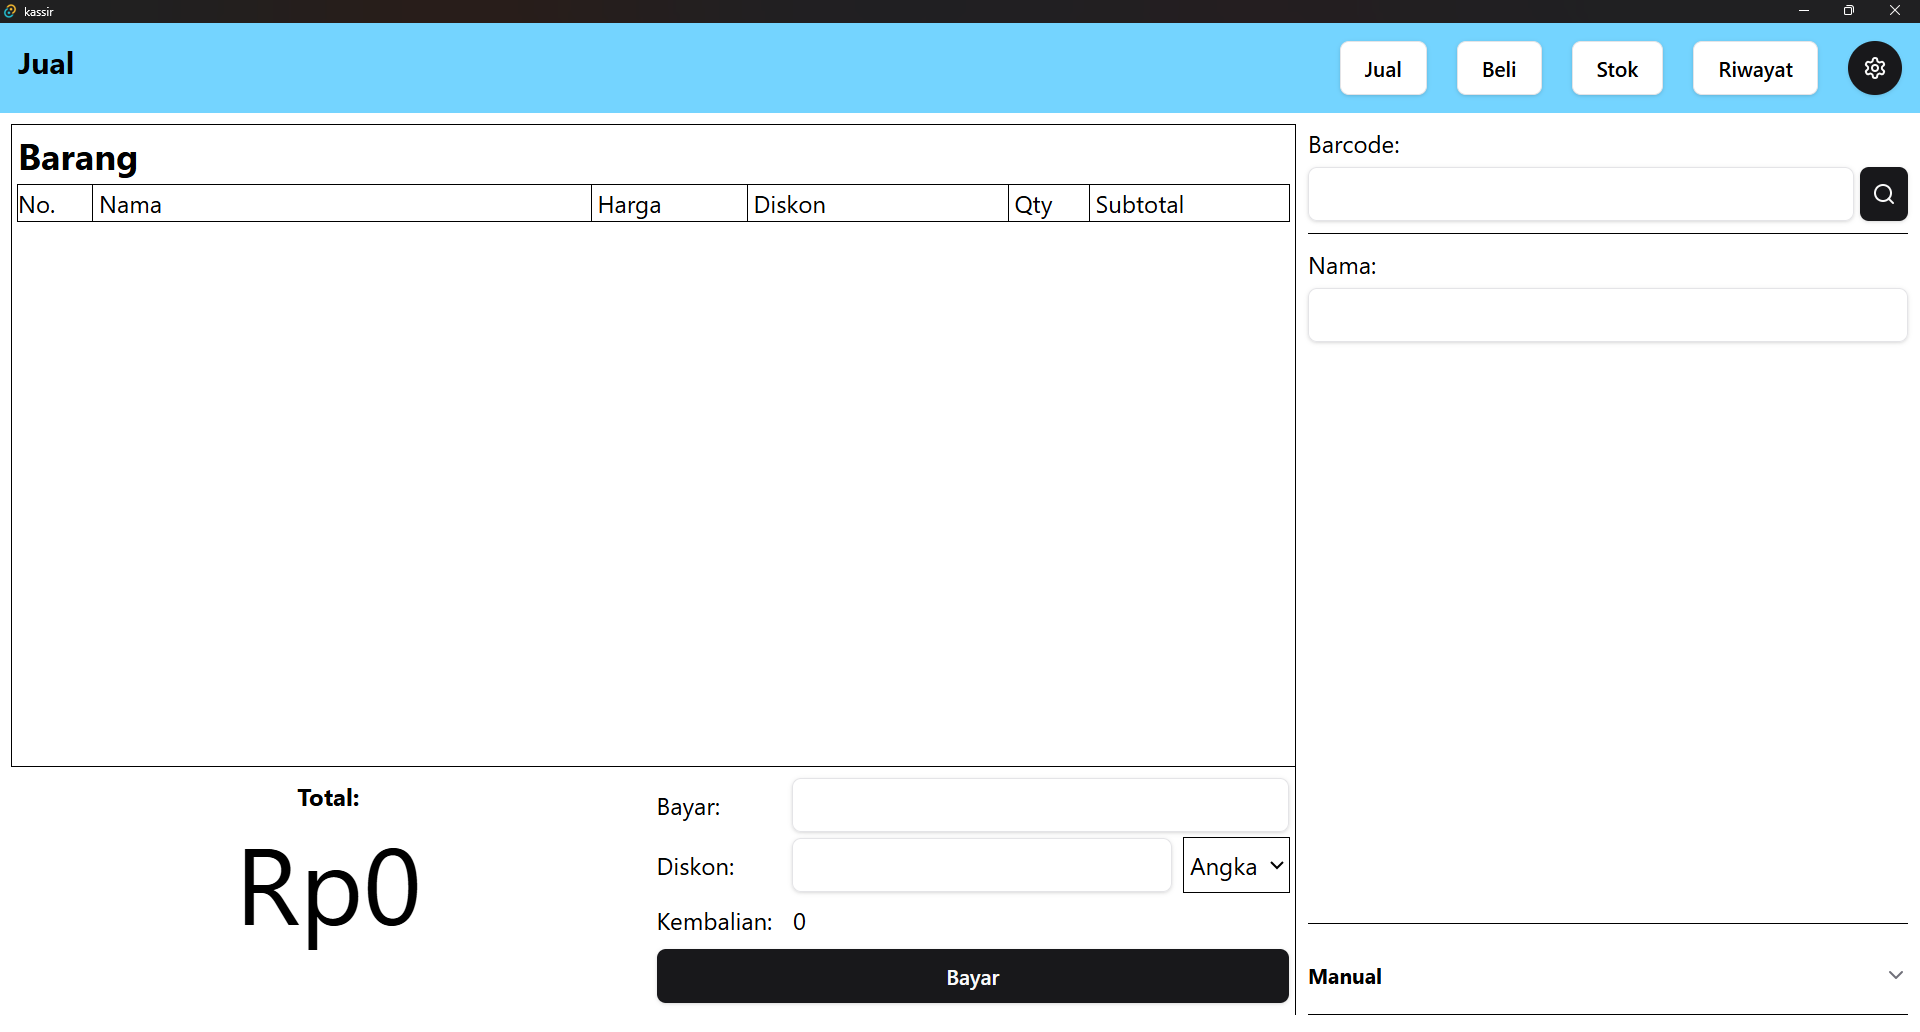 kassir
Jual
Jual
Beli
Stok
Riwayat
Barang
No.
Nama
Harga
Diskon
Qty
Subtotal
Barcode:
Nama:
Total:
Rp0
Bayar:
Diskon:
Angka
Kembalian: 0
Bayar
Manual